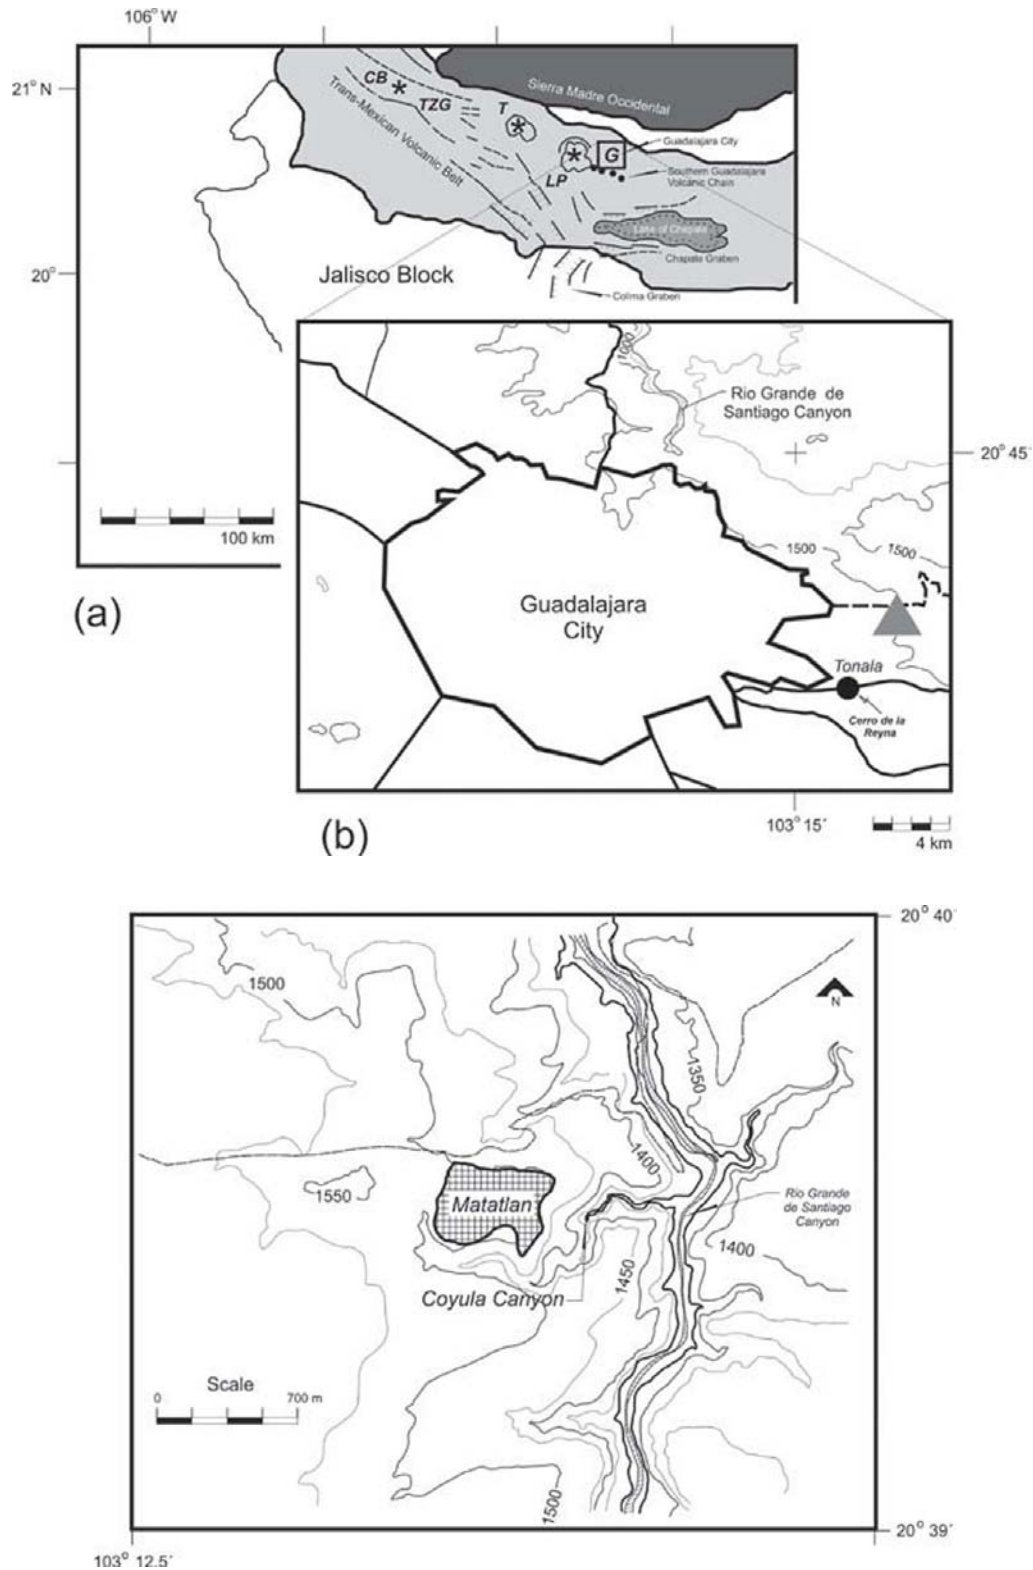 106° W
21° N
CB
TZG
T
Sierra Madre Occidental
Trans-Mexican Volcanic Belt
G
Guadalajara City
LP
Southern Guadalajara
Volcanic Chain
Lake of Chapala
Chapala Graben
20°
Jalisco Block
Colima Graben
100 km
(a)
1000
Rio Grande de
Santiago Canyon
20° 45´
1500
1500
Guadalajara
City
Tonala
Cerro de la
Reyna
103° 15´
(b)
4 km
20° 40´
1500
N
1350
1400
1550
Matatlan
Rio Grande
de Santiago
Canyon
1400
1450
Coyula Canyon
Scale
0
700 m
1500
20° 39´
103° 12.5´